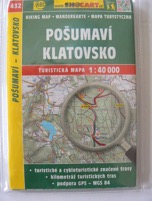 432
SHOCART
HIKING MAP • WANDERKARTE • MAPA TURYSTYCZNA
POŠUMAVÍ
KLATOVSKO
TURISTICKÁ MAPA 1:40 000
POŠUMAVÍ - KLATOVSKO
• turistické a cykloturistické značené trasy
• kilometráž turistických tras
• podpora GPS - WGS 84